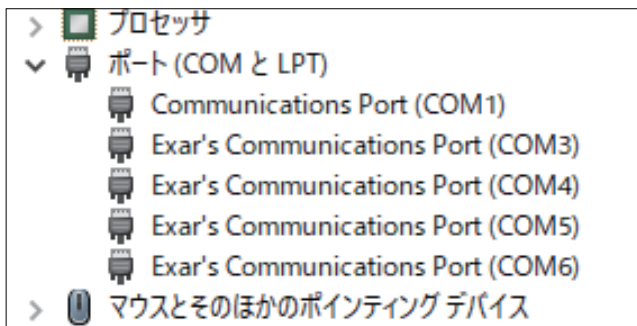 プロセッサ
ポート (COM と LPT)
Communications Port (COM1)
Exar's Communications Port (COM3)
Exar's Communications Port (COM4)
Exar's Communications Port (COM5)
Exar's Communications Port (COM6)
マウスとそのほかのポインティング デバイス